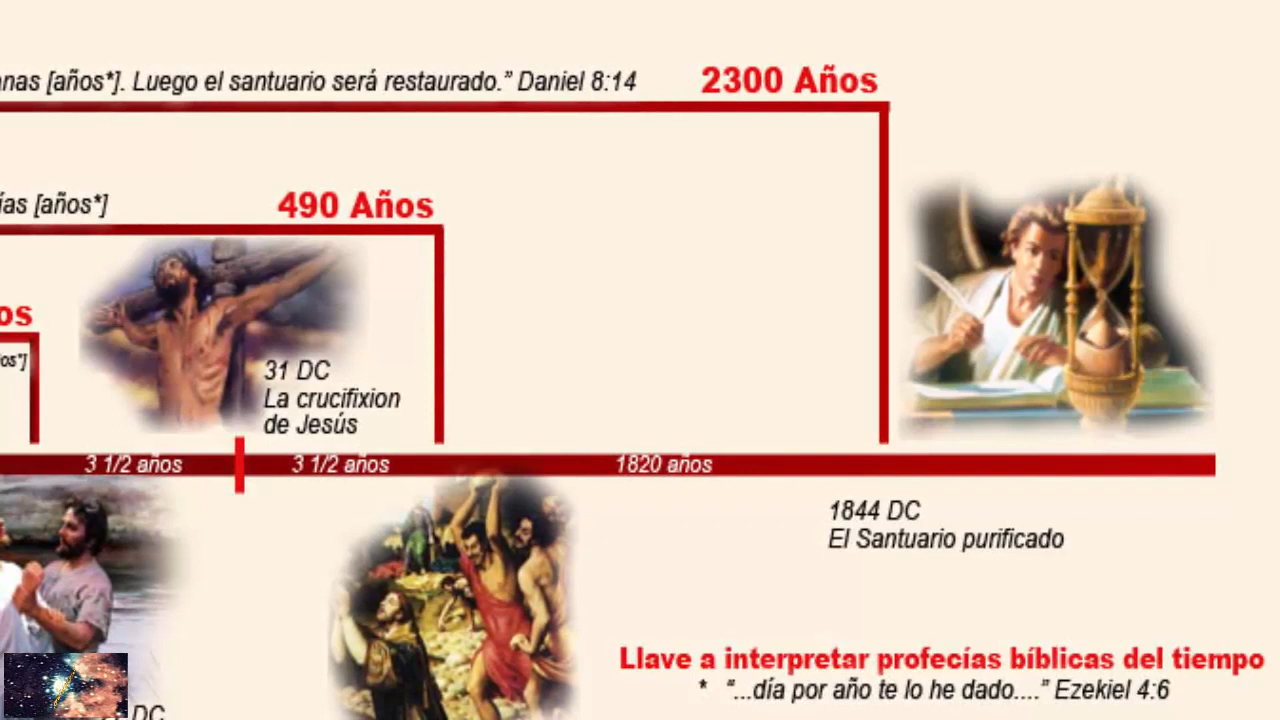 anas [años*]. Luego el santuario será restaurado.” Daniel 8:14
2300 Años
ías [años*]
490 Años
os
os*]
31 DC
La crucifixion
de Jesús
3 1/2 años
3 1/2 años
1820 años
1844 DC
El Santuario purificado
Llave a interpretar profecías bíblicas del tiempo
* “...día por año te lo he dado....” Ezekiel 4:6
DC